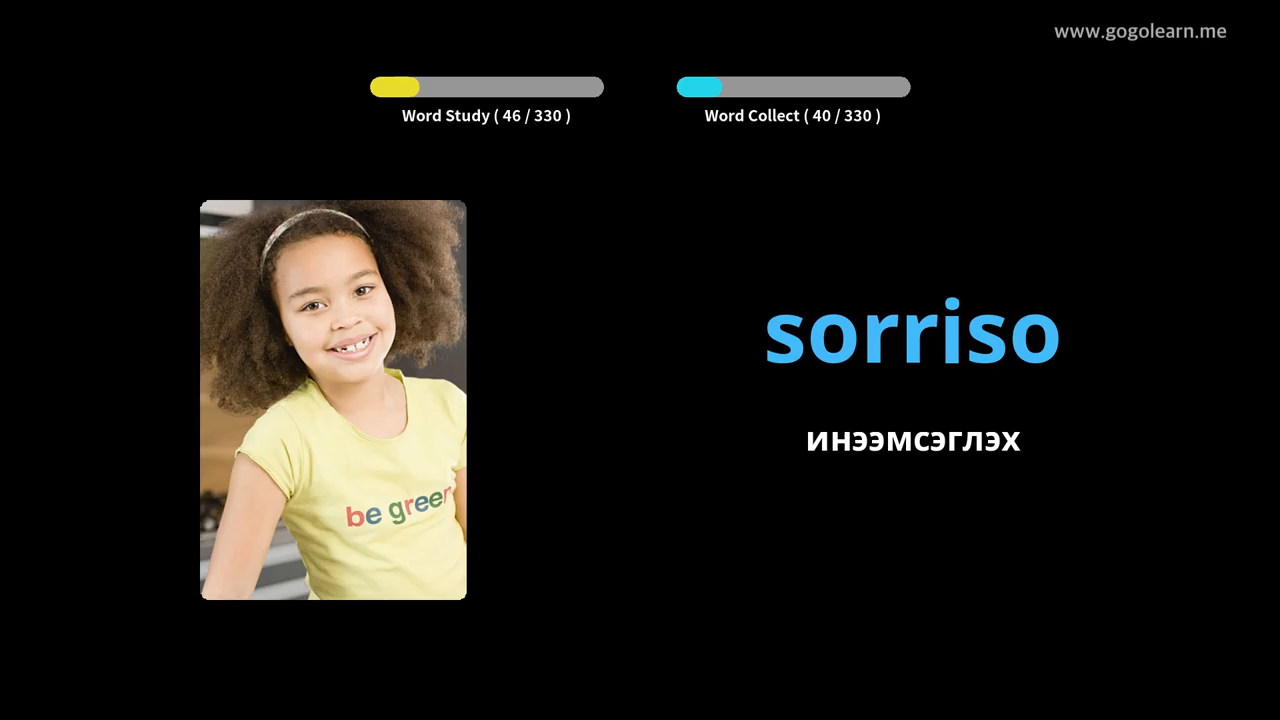 www.gogolearn.me
Word Study ( 46 / 330 )
Word Collect ( 40 / 330 )
sorriso
инээмсэглэх
be green